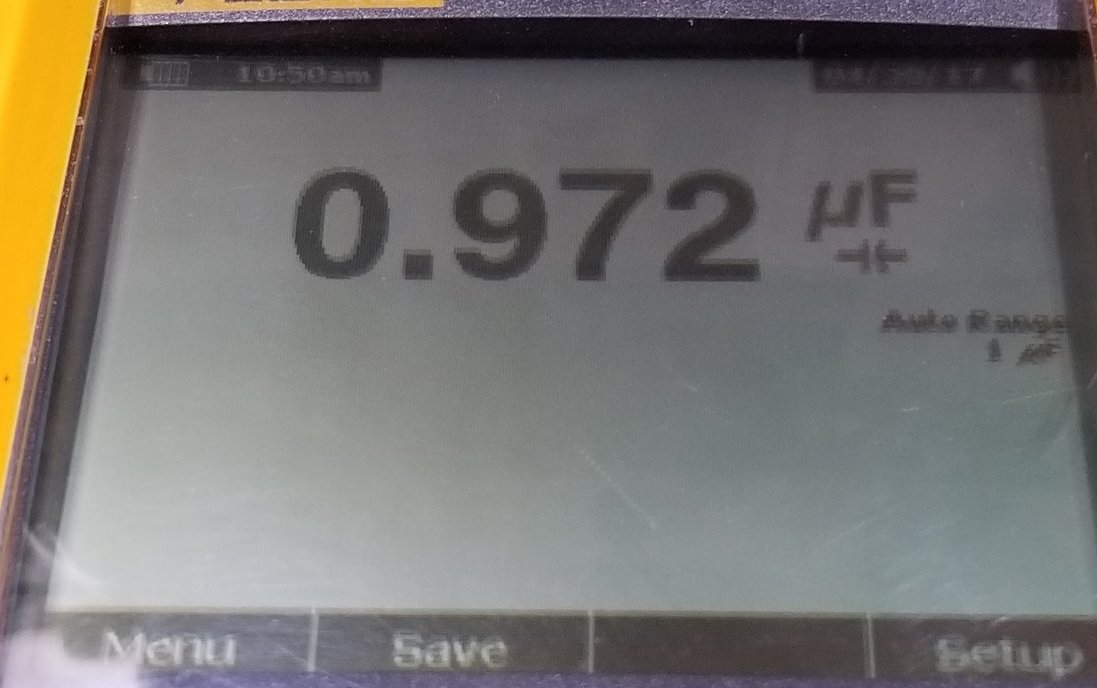 10:50am
0.972 µF
Auto Range
1 µF
Menu Save Setup